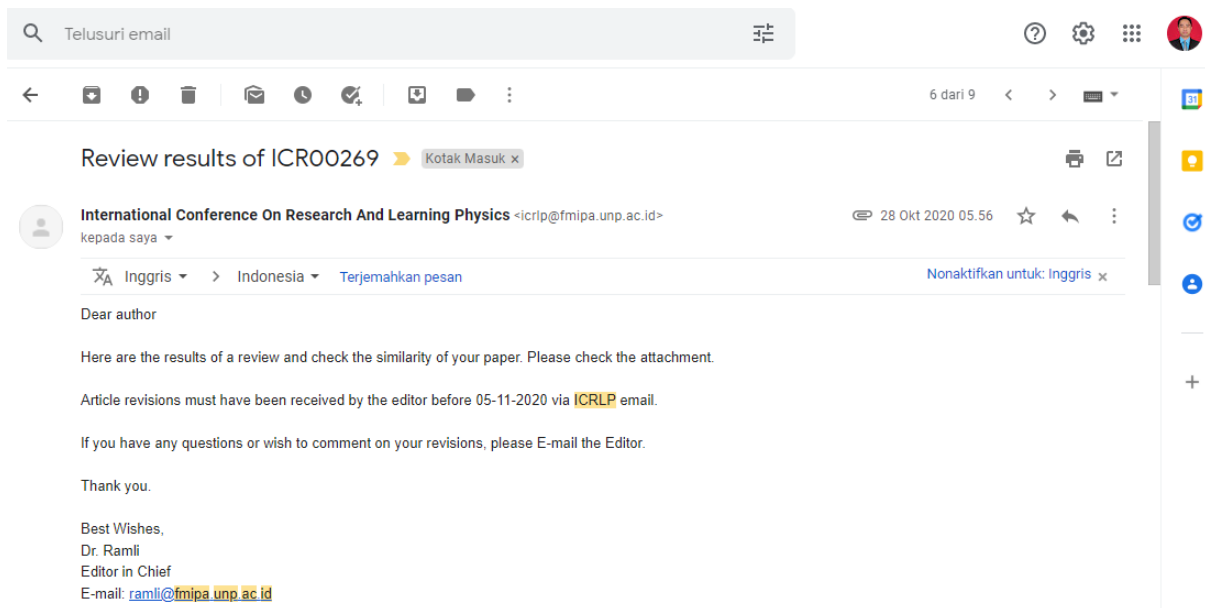 Telusuri email
6 dari 9
Review results of ICR00269 Kotak Masuk ×
International Conference On Research And Learning Physics <icrlp@fmipa.unp.ac.id> 28 Okt 2020 05.56
kepada saya
Inggris > Indonesia Terjemahkan pesan Nonaktifkan untuk: Inggris ×
Dear author
Here are the results of a review and check the similarity of your paper. Please check the attachment.
Article revisions must have been received by the editor before 05-11-2020 via ICRLP email.
If you have any questions or wish to comment on your revisions, please E-mail the Editor.
Thank you.
Best Wishes,
Dr. Ramli
Editor in Chief
E-mail: ramli@fmipa.unp.ac.id
31